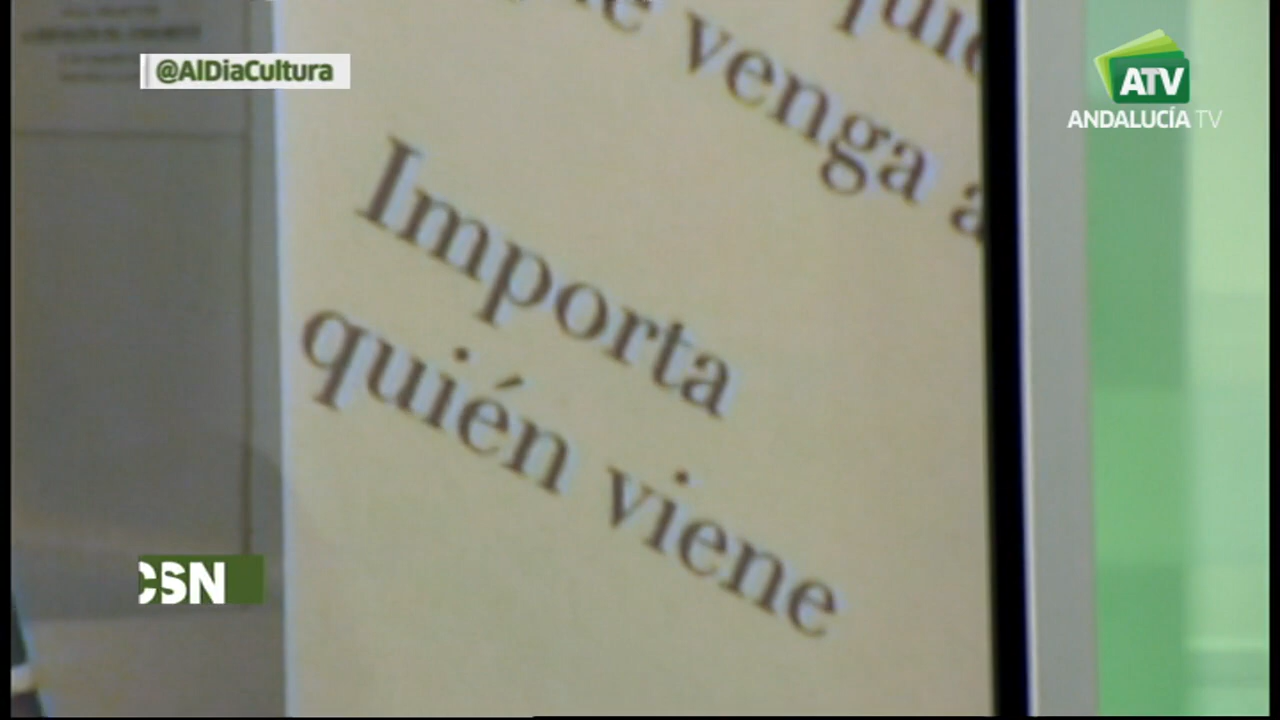 @AlDiaCultura
ATV
ANDALUCÍA TV
venga a
Importa
quién viene
CSN